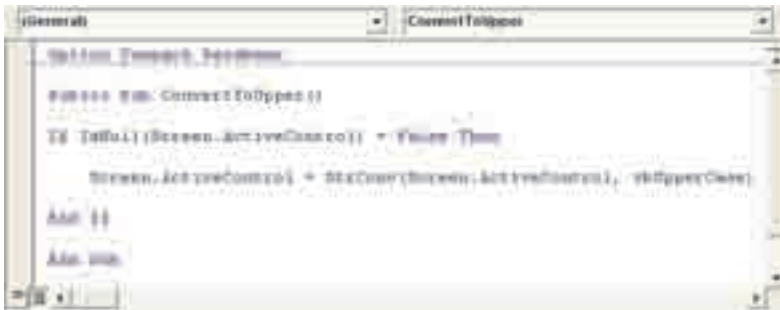 (General) ConvertToUpper
Option Compare Database
Public Sub ConvertToUpper()
If IsNull(Screen.ActiveControl) = False Then
Screen.ActiveControl = StrConv(Screen.ActiveControl, vbUpperCase)
End If
End Sub